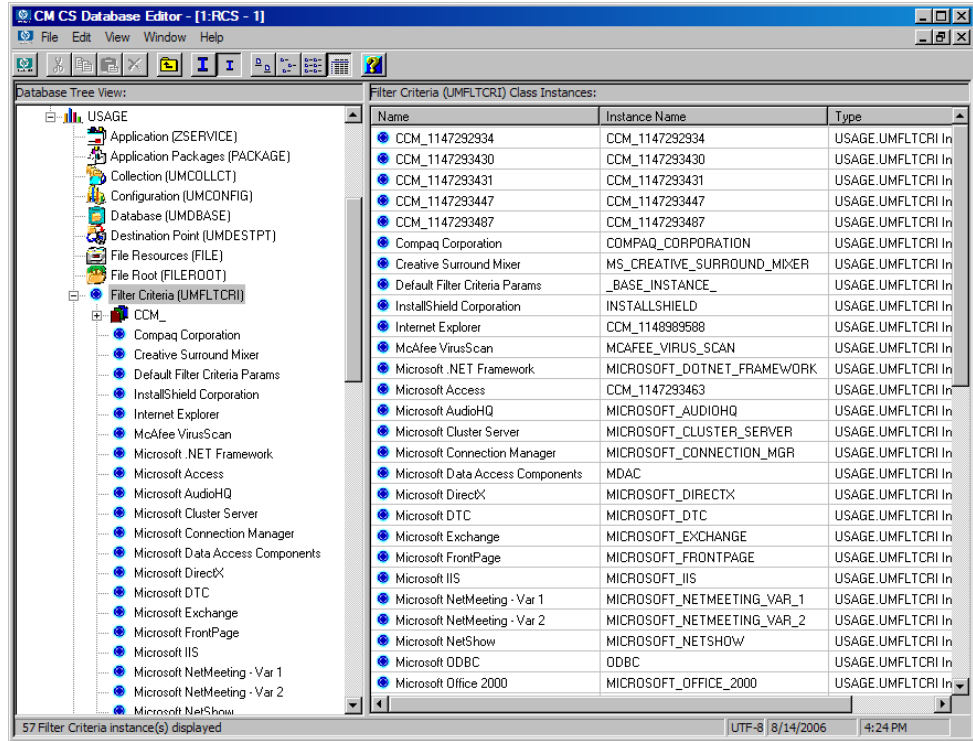 CM CS Database Editor - [1:RCS - 1]
File Edit View Window Help
Database Tree View:
USAGE
Application (ZSERVICE)
Application Packages (PACKAGE)
Collection (UMCOLLCT)
Configuration (UMCONFIG)
Database (UMDBASE)
Destination Point (UMDESTPT)
File Resources (FILE)
File Root (FILEROOT)
Filter Criteria (UMFLTCRI)
CCM_
Compaq Corporation
Creative Surround Mixer
Default Filter Criteria Params
InstallShield Corporation
Internet Explorer
McAfee VirusScan
Microsoft .NET Framework
Microsoft Access
Microsoft AudioHQ
Microsoft Cluster Server
Microsoft Connection Manager
Microsoft Data Access Components
Microsoft DirectX
Microsoft DTC
Microsoft Exchange
Microsoft FrontPage
Microsoft IIS
Microsoft NetMeeting - Var 1
Microsoft NetMeeting - Var 2
Microsoft NetShow
Filter Criteria (UMFLTCRI) Class Instances:
Name Instance Name Type
CCM_1147292934 CCM_1147292934 USAGE.UMFLTCRI In
CCM_1147293430 CCM_1147293430 USAGE.UMFLTCRI In
CCM_1147293431 CCM_1147293431 USAGE.UMFLTCRI In
CCM_1147293447 CCM_1147293447 USAGE.UMFLTCRI In
CCM_1147293487 CCM_1147293487 USAGE.UMFLTCRI In
Compaq Corporation COMPAQ_CORPORATION USAGE.UMFLTCRI In
Creative Surround Mixer MS_CREATIVE_SURROUND_MIXER USAGE.UMFLTCRI In
Default Filter Criteria Params _BASE_INSTANCE_ USAGE.UMFLTCRI In
InstallShield Corporation INSTALLSHIELD USAGE.UMFLTCRI In
Internet Explorer CCM_1148989588 USAGE.UMFLTCRI In
McAfee VirusScan MCAFEE_VIRUS_SCAN USAGE.UMFLTCRI In
Microsoft .NET Framework MICROSOFT_DOTNET_FRAMEWORK USAGE.UMFLTCRI In
Microsoft Access CCM_1147293463 USAGE.UMFLTCRI In
Microsoft AudioHQ MICROSOFT_AUDIOHQ USAGE.UMFLTCRI In
Microsoft Cluster Server MICROSOFT_CLUSTER_SERVER USAGE.UMFLTCRI In
Microsoft Connection Manager MICROSOFT_CONNECTION_MGR USAGE.UMFLTCRI In
Microsoft Data Access Components MDAC USAGE.UMFLTCRI In
Microsoft DirectX MICROSOFT_DIRECTX USAGE.UMFLTCRI In
Microsoft DTC MICROSOFT_DTC USAGE.UMFLTCRI In
Microsoft Exchange MICROSOFT_EXCHANGE USAGE.UMFLTCRI In
Microsoft FrontPage MICROSOFT_FRONTPAGE USAGE.UMFLTCRI In
Microsoft IIS MICROSOFT_IIS USAGE.UMFLTCRI In
Microsoft NetMeeting - Var 1 MICROSOFT_NETMEETING_VAR_1 USAGE.UMFLTCRI In
Microsoft NetMeeting - Var 2 MICROSOFT_NETMEETING_VAR_2 USAGE.UMFLTCRI In
Microsoft NetShow MICROSOFT_NETSHOW USAGE.UMFLTCRI In
Microsoft ODBC ODBC USAGE.UMFLTCRI In
Microsoft Office 2000 MICROSOFT_OFFICE_2000 USAGE.UMFLTCRI In
57 Filter Criteria instance(s) displayed UTF-8 8/14/2006 4:24 PM